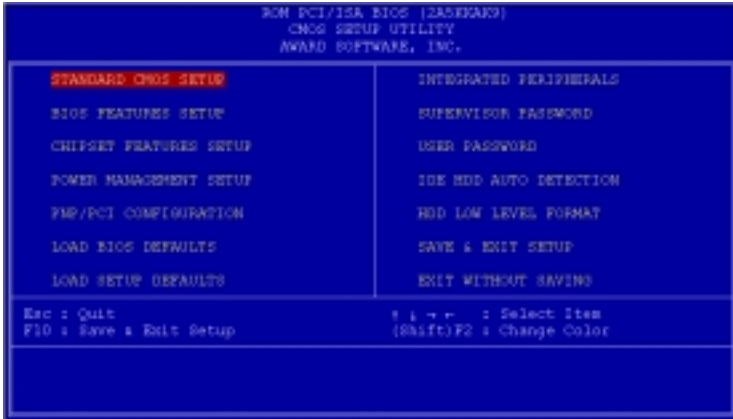 ROM PCI/ISA BIOS (2A5KKAK9)
CMOS SETUP UTILITY
AWARD SOFTWARE, INC.
STANDARD CMOS SETUP
BIOS FEATURES SETUP
CHIPSET FEATURES SETUP
POWER MANAGEMENT SETUP
PNP/PCI CONFIGURATION
LOAD BIOS DEFAULTS
LOAD SETUP DEFAULTS
INTEGRATED PERIPHERALS
SUPERVISOR PASSWORD
USER PASSWORD
IDE HDD AUTO DETECTION
HDD LOW LEVEL FORMAT
SAVE & EXIT SETUP
EXIT WITHOUT SAVING
Esc : Quit
F10 : Save & Exit Setup
↑ ↓ → ← : Select Item
(Shift)F2 : Change Color